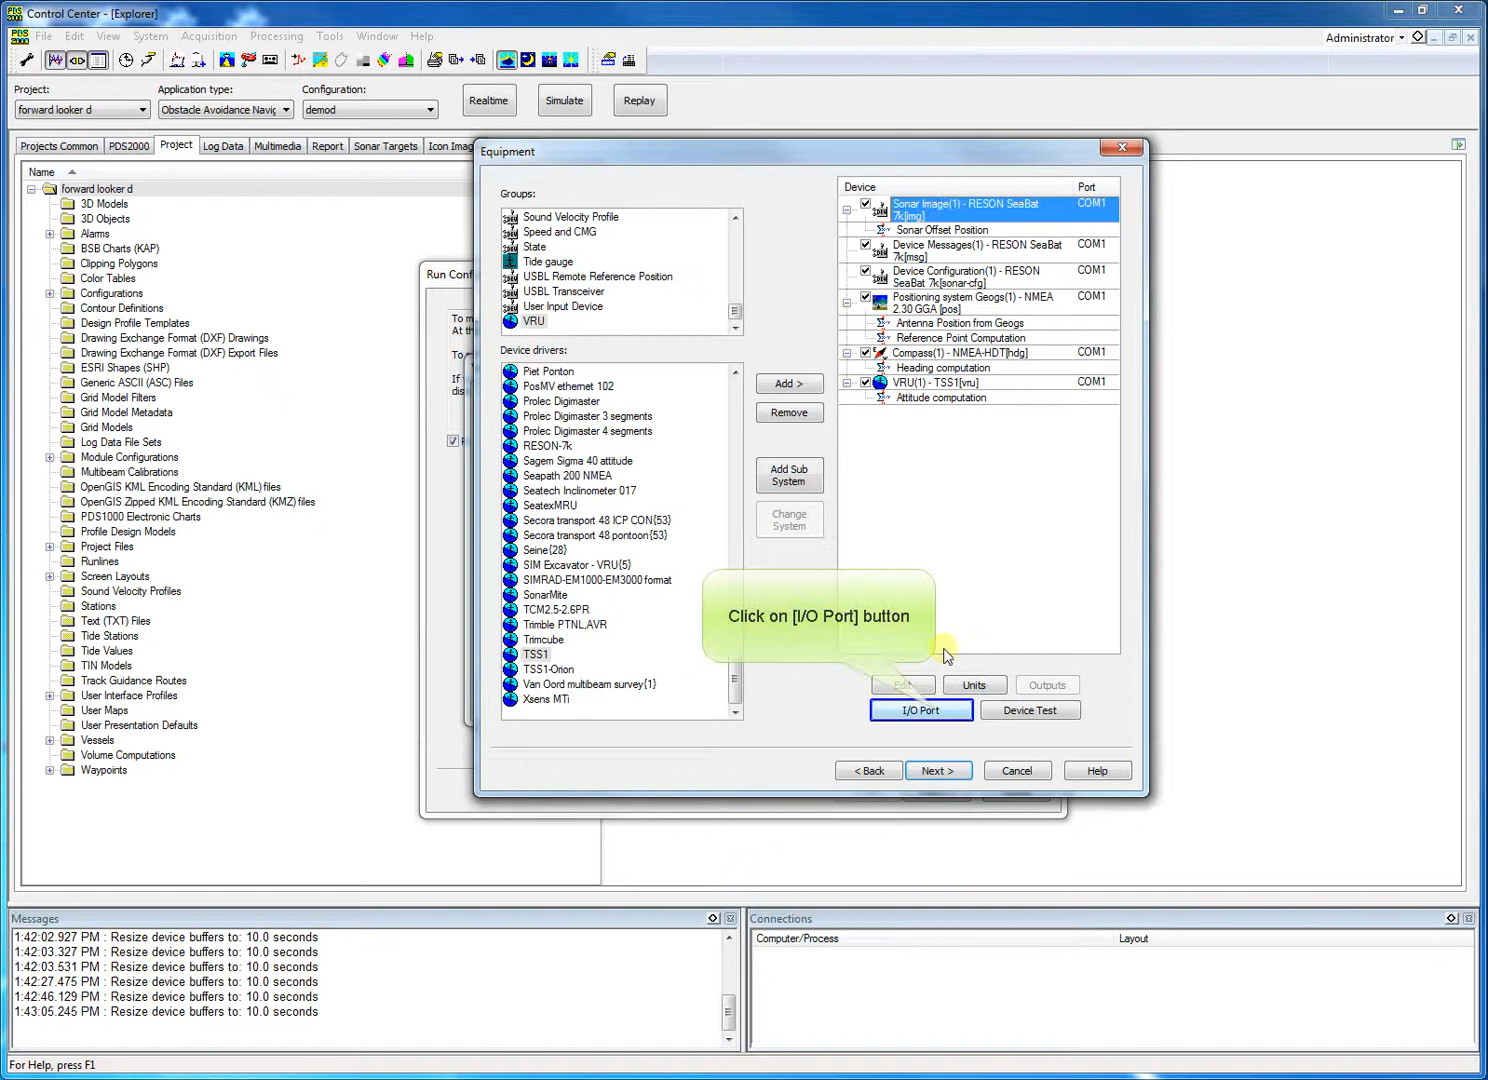 Control Center - [Explorer]
File Edit View System Acquisition Processing Tools Window Help
Administrator
Project: Application type: Configuration:
forward looker d Obstacle Avoidance Navig demod
Realtime Simulate Replay
Projects Common PDS2000 Project Log Data Multimedia Report Sonar Targets Icon Imag
Name
forward looker d
3D Models
3D Objects
Alarms
BSB Charts (KAP)
Clipping Polygons
Color Tables
Configurations
Contour Definitions
Design Profile Templates
Drawing Exchange Format (DXF) Drawings
Drawing Exchange Format (DXF) Export Files
ESRI Shapes (SHP)
Generic ASCII (ASC) Files
Grid Model Filters
Grid Model Metadata
Grid Models
Log Data File Sets
Module Configurations
Multibeam Calibrations
OpenGIS KML Encoding Standard (KML)files
OpenGIS Zipped KML Encoding Standard (KMZ)files
PDS1000 Electronic Charts
Profile Design Models
Project Files
Runlines
Screen Layouts
Sound Velocity Profiles
Stations
Text (TXT) Files
Tide Stations
TIN Models
Track Guidance Routes
User Interface Profiles
User Maps
User Presentation Defaults
Vessels
Volume Computations
Waypoints
Run Conf
To m
At th
To
If y
dis
Equipment
Groups:
Sound Velocity Profile
Speed and CMG
State
Tide gauge
USBL Remote Reference Position
USBL Transceiver
User Input Device
VRU
Device drivers:
Piet Ponton
PosMV ethernet 102
Prolec Digimaster
Prolec Digimaster 3 segments
Prolec Digimaster 4 segments
RESON-7k
Sagem Sigma 40 attitude
Seapath 200 NMEA
Seatech Inclinometer 017
SeatexMRU
Secora transport 48 ICP CON{53}
Secora transport 48 pontoon{53}
Seine{28}
SIM Excavator - VRU{5}
SIMRAD-EM1000-EM3000 format
SonarMite
TCM2.5-2.6PR
Trimble PTNL,AVR
Trimcube
TSS1
TSS1-Orion
Van Oord multibeam survey{1}
Xsens MTi
Add >
Remove
Add Sub
System
Change
System
Device Port
Sonar Image(1) - RESON SeaBat COM1
7k[img]
Sonar Offset Position
Device Messages(1) - RESON SeaBat COM1
7k[msg]
Device Configuration(1) - RESON COM1
SeaBat 7k[sonar-cfg]
Positioning system Geogs(1) - NMEA COM1
2.30 GGA [pos]
Antenna Position from Geogs
Reference Point Computation
Compass(1) - NMEA-HDT[hdg] COM1
Heading computation
VRU(1) - TSS1[vru] COM1
Attitude computation
Click on [I/O Port] button
Units Outputs
I/O Port Device Test
< Back Next > Cancel Help
Messages
1:42:02.927 PM : Resize device buffers to: 10.0 seconds
1:42:03.327 PM : Resize device buffers to: 10.0 seconds
1:42:03.531 PM : Resize device buffers to: 10.0 seconds
1:42:27.475 PM : Resize device buffers to: 10.0 seconds
1:42:46.129 PM : Resize device buffers to: 10.0 seconds
1:43:05.245 PM : Resize device buffers to: 10.0 seconds
Connections
Computer/Process Layout
For Help, press F1